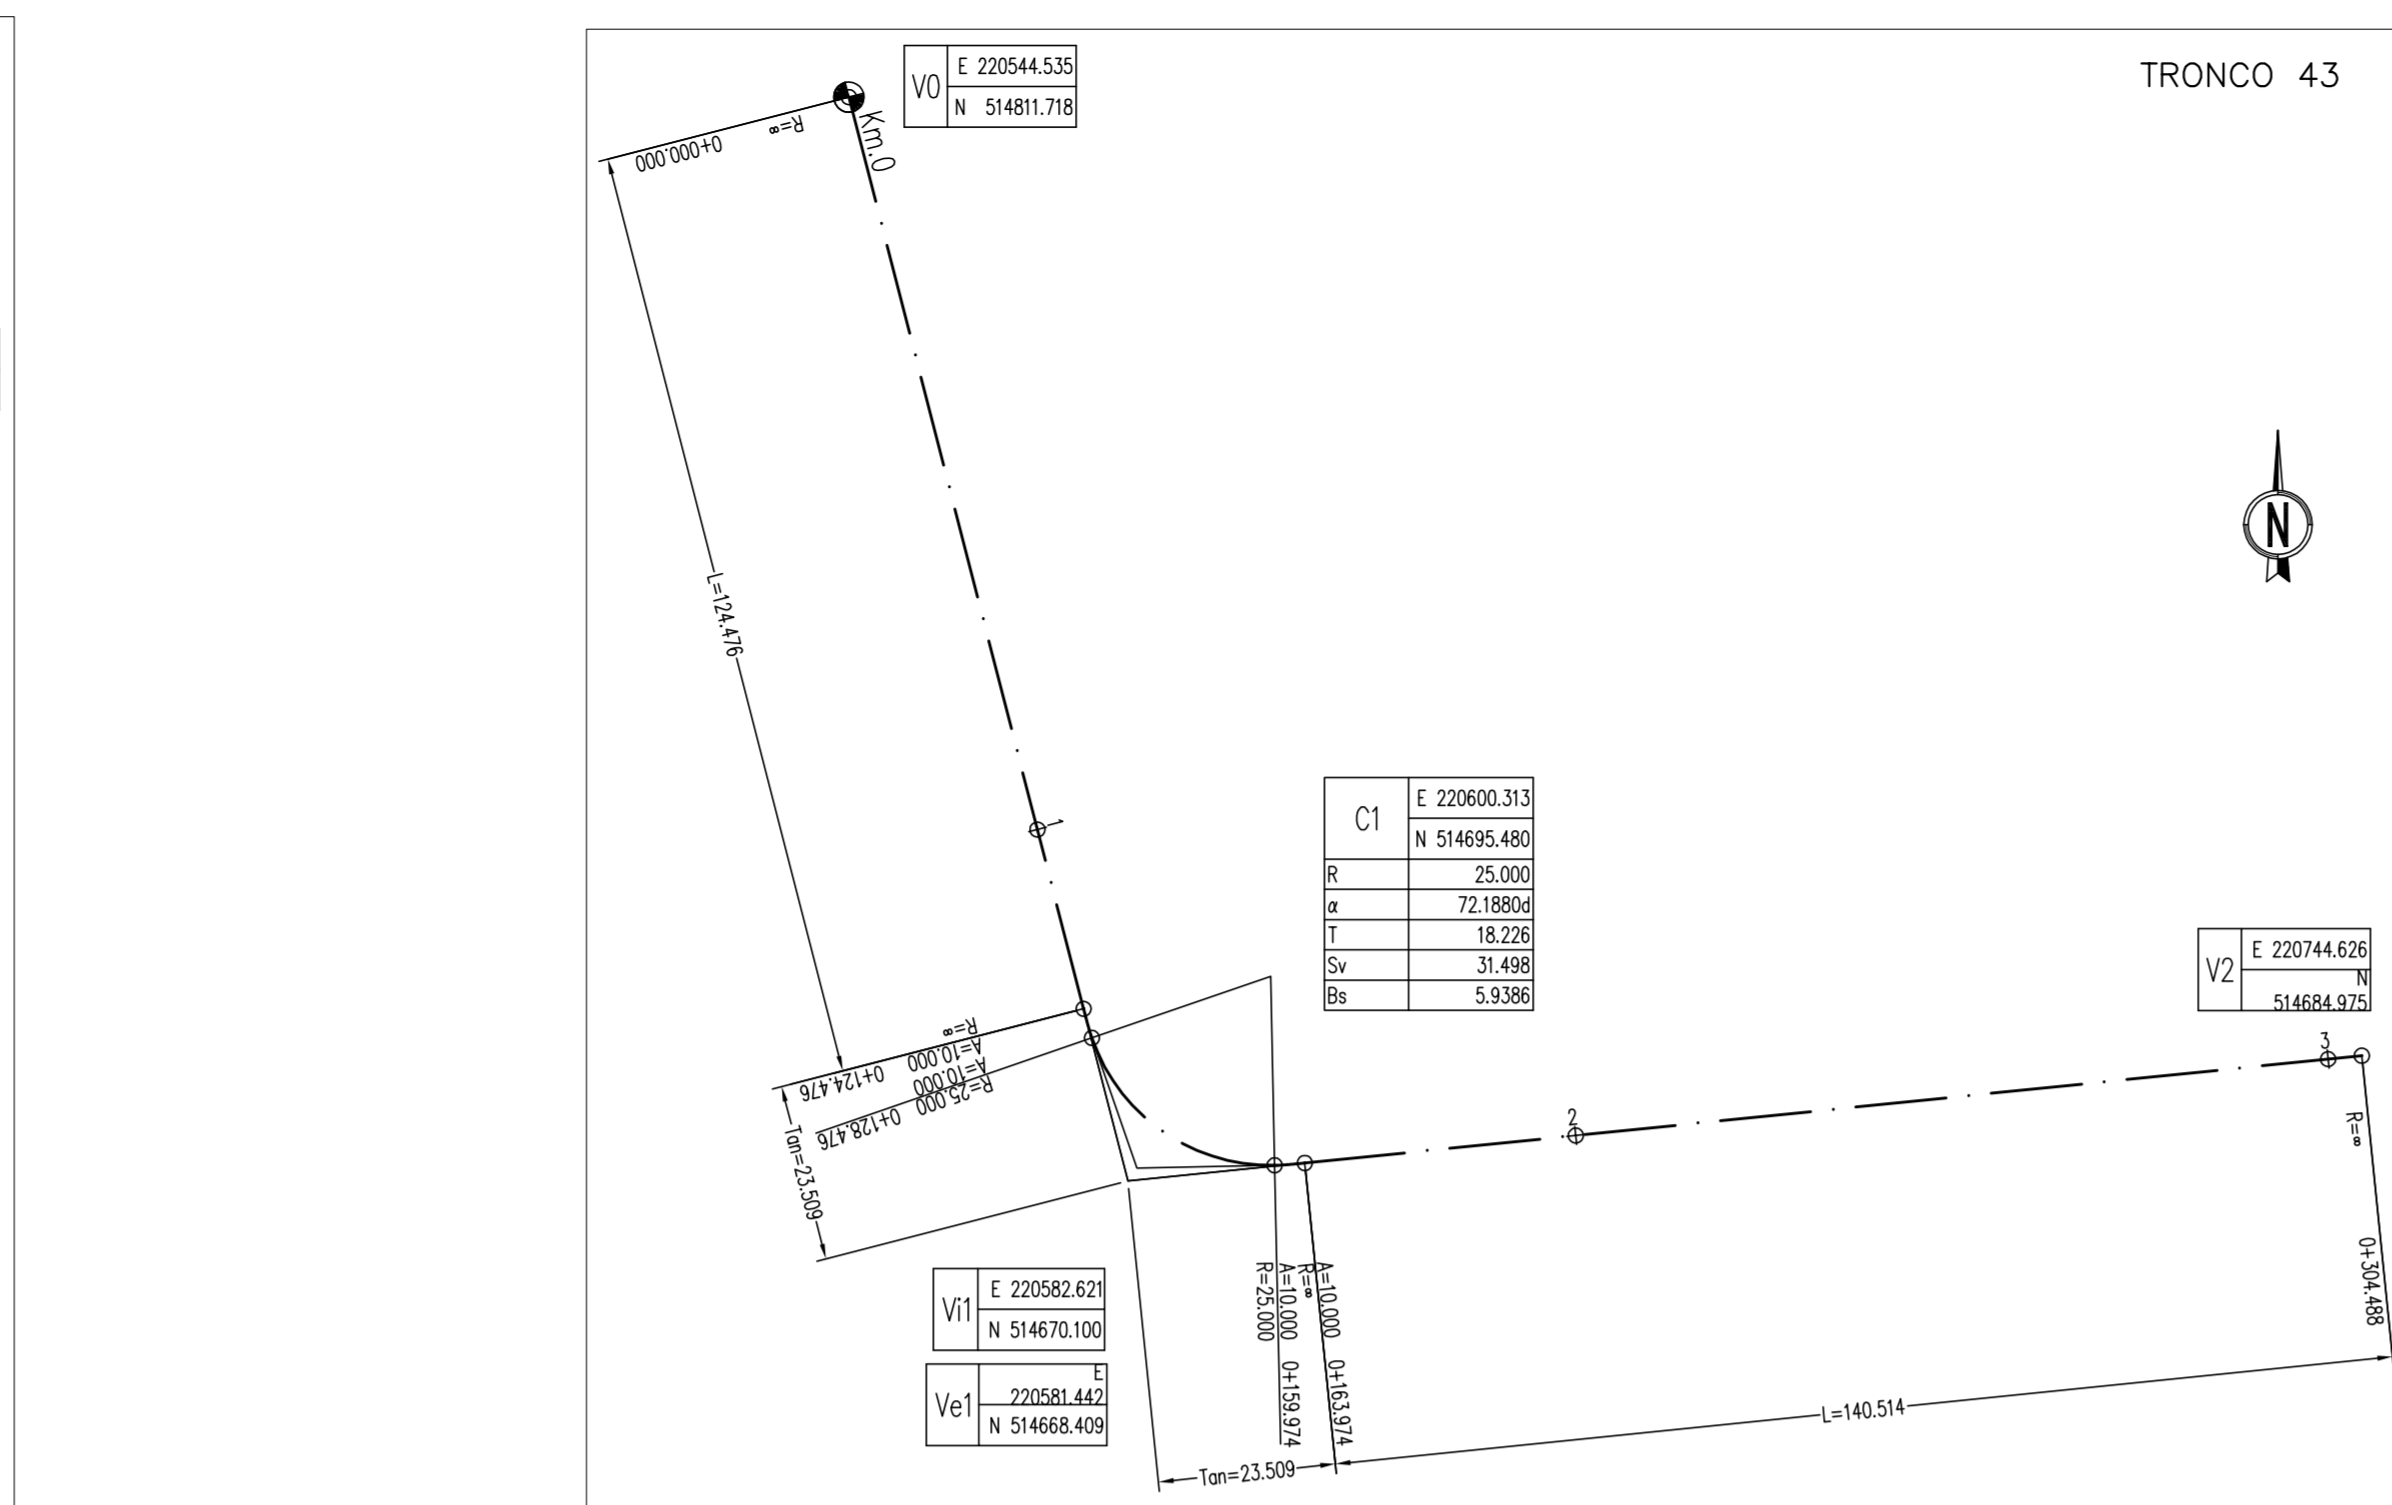 TRONCO 43
V0
E 220544.535
N 514811.718
Km.0
R=∞
0+000.000
L=124.476
N
1
C1
E 220600.313
N 514695.480
R 25.000
α 72.1880d
T 18.226
Sv 31.498
Bs 5.9386
V2
E 220744.626
N
514684.975
R=∞
A=10.000
0+124.476
A=10.000
R=25.000
0+128.476
Tan=23.509
2
3
R=∞
0+304.488
Vi1
E 220582.621
N 514670.100
Ve1
E
220581.442
N 514668.409
R=25.000
A=10.000 0+159.974
R=∞
A=10.000 0+163.974
Tan=23.509
L=140.514